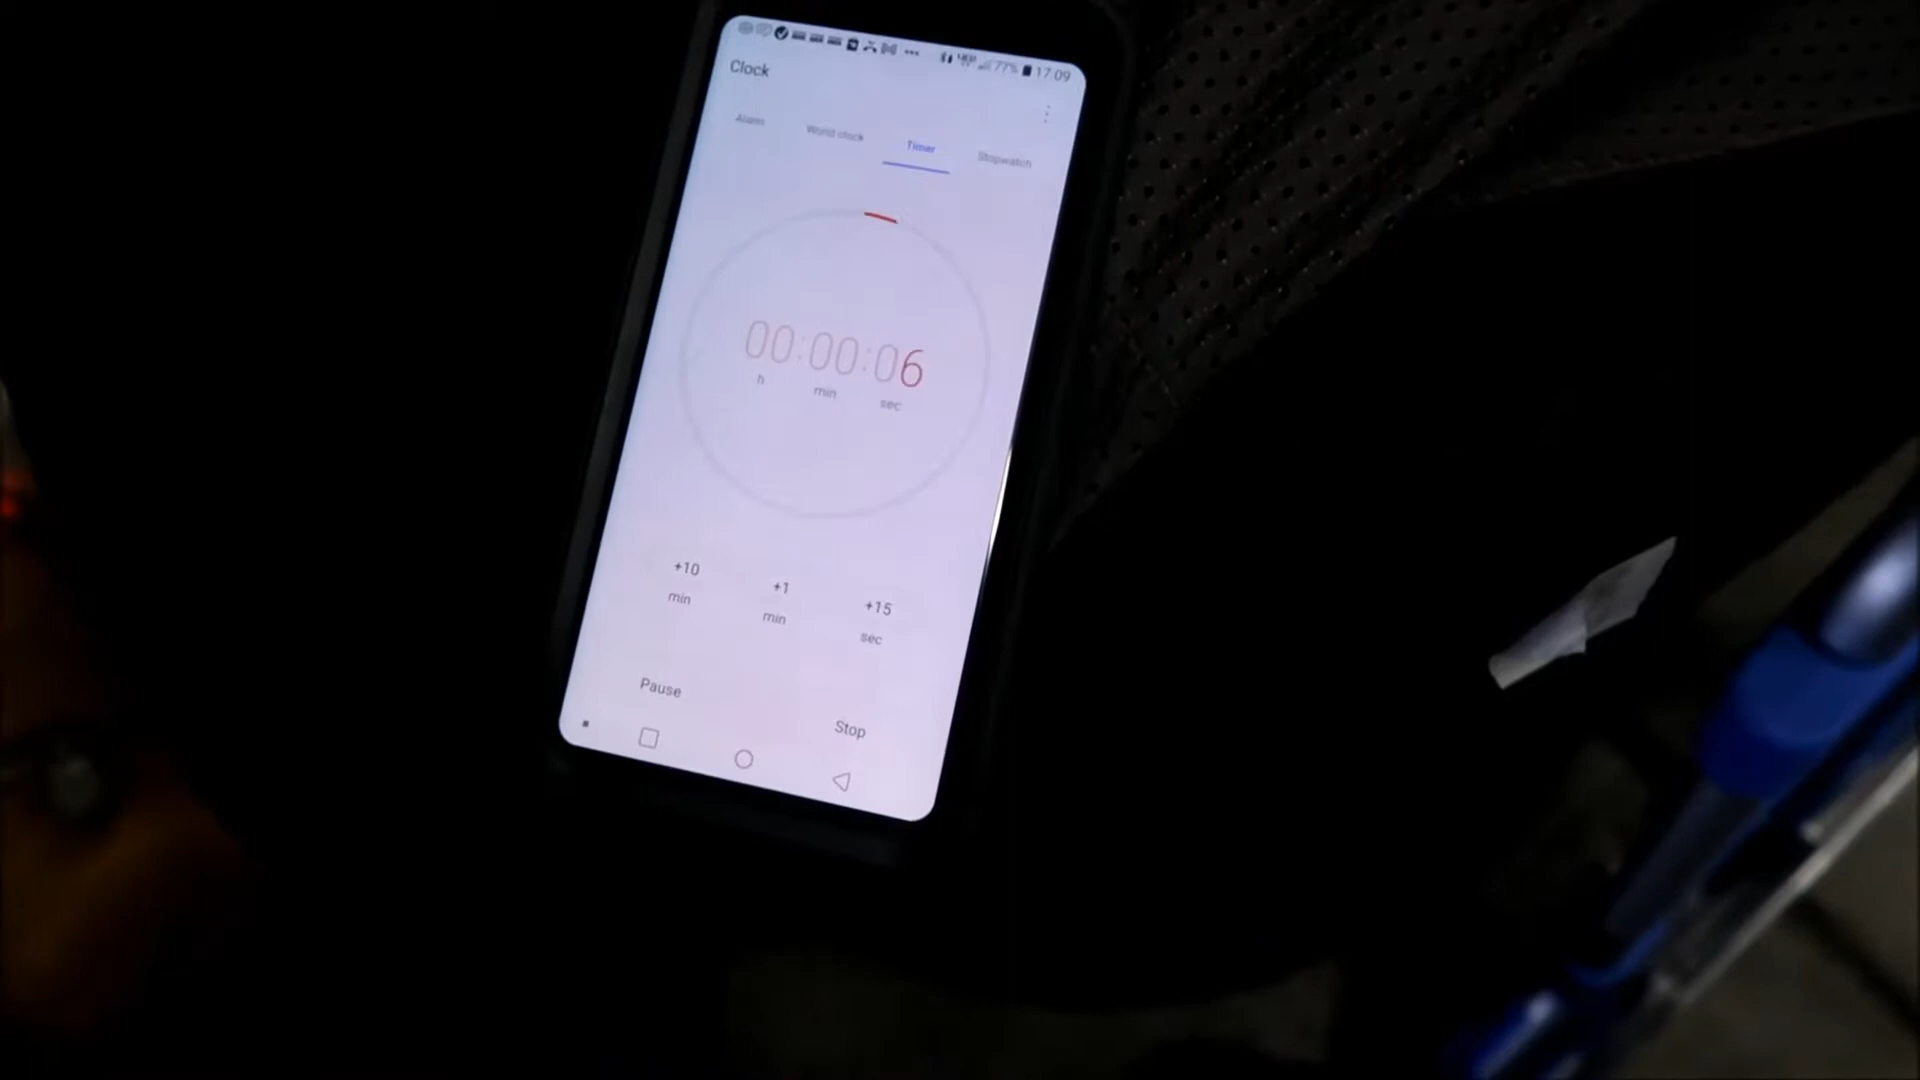 77% 17:09
Clock
Alarm World clock Timer Stopwatch
00:00:06
h min sec
+10 +1 +15
min min sec
Pause Stop